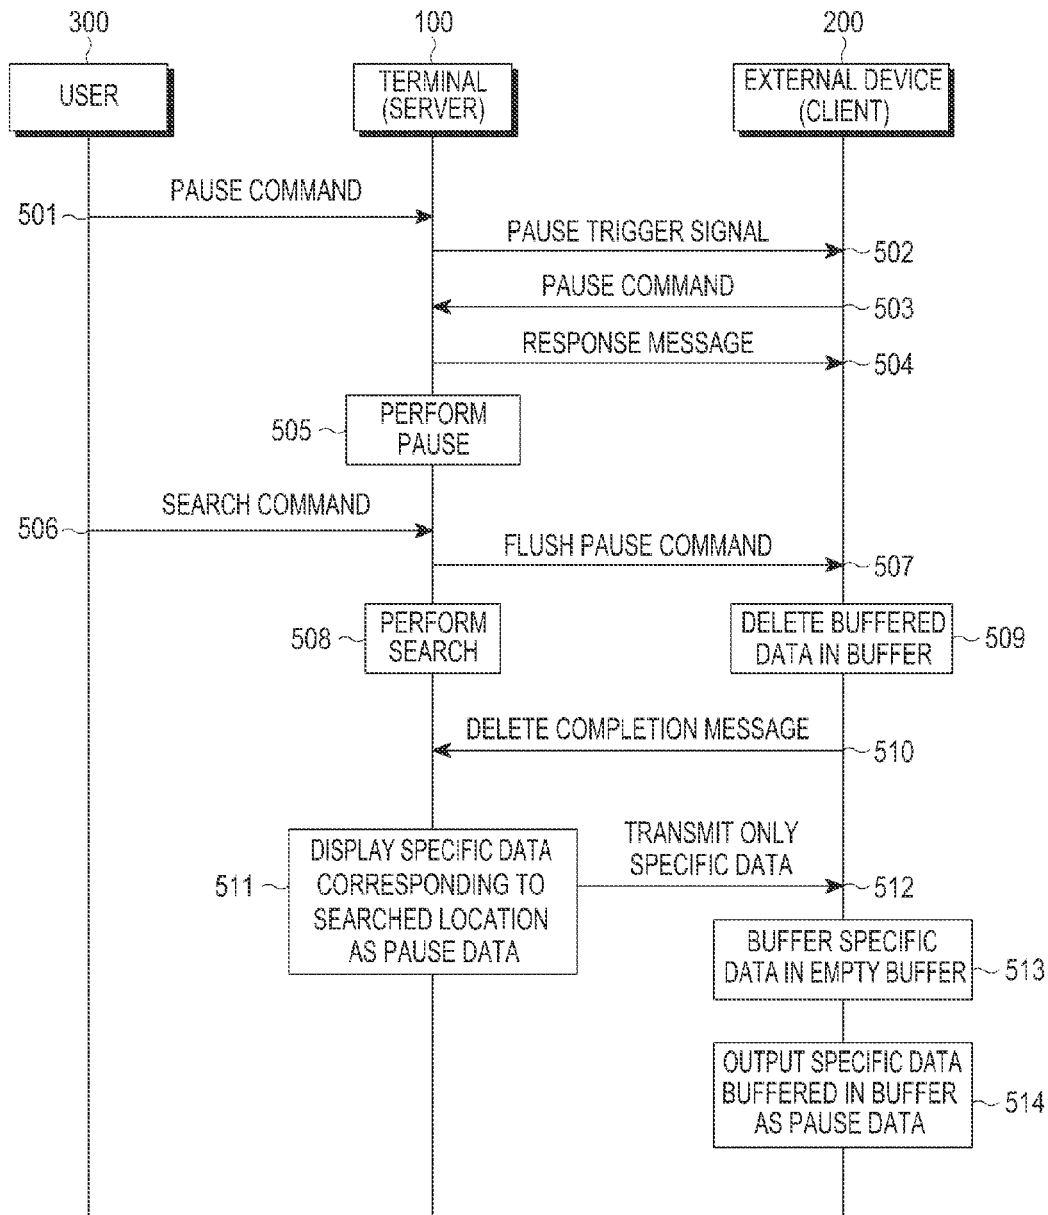 300
100
200
USER
TERMINAL
(SERVER)
EXTERNAL DEVICE
(CLIENT)
PAUSE COMMAND
501
PAUSE TRIGGER SIGNAL
502
PAUSE COMMAND
503
RESPONSE MESSAGE
504
505
PERFORM
PAUSE
SEARCH COMMAND
506
FLUSH PAUSE COMMAND
507
508
PERFORM
SEARCH
DELETE BUFFERED
DATA IN BUFFER
509
DELETE COMPLETION MESSAGE
510
511
DISPLAY SPECIFIC DATA
CORRESPONDING TO
SEARCHED LOCATION
AS PAUSE DATA
TRANSMIT ONLY
SPECIFIC DATA
512
BUFFER SPECIFIC
DATA IN EMPTY BUFFER
513
OUTPUT SPECIFIC DATA
BUFFERED IN BUFFER
AS PAUSE DATA
514